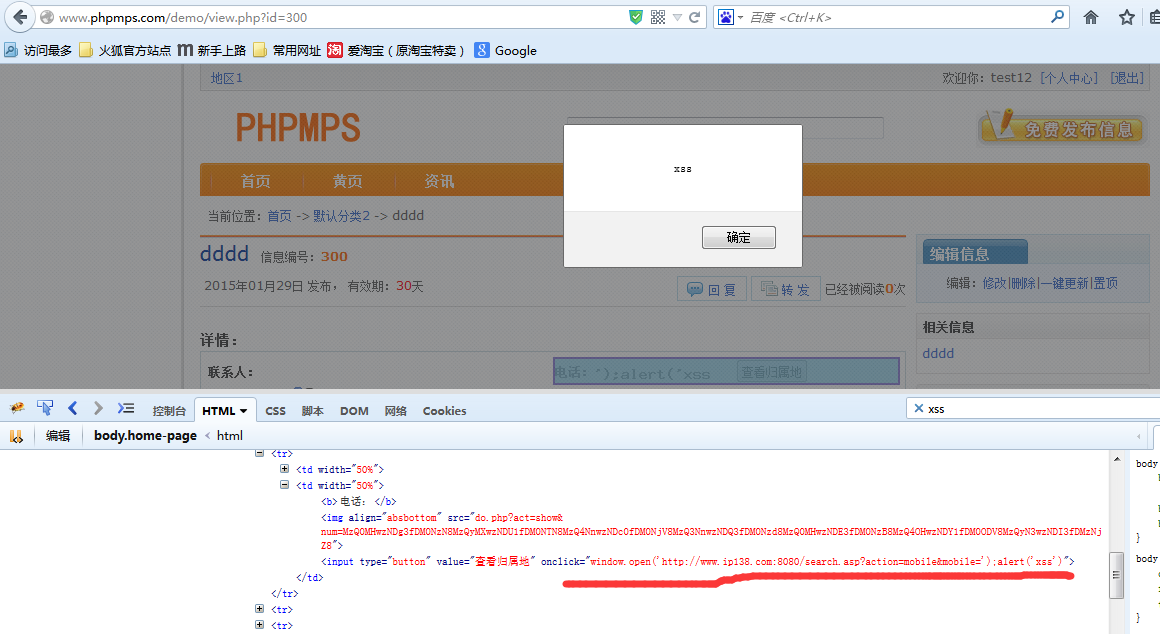 www.phpmps.com/demo/view.php?id=300
百度 <Ctrl+K>
访问最多 火狐官方站点 新手上路 常用网址 爱淘宝（原淘宝特卖） Google
地区1 欢迎你：test12 [个人中心] [退出]
PHPMPS
免费发布信息
xss
确定
首页 黄页 资讯
当前位置：首页 -> 默认分类2 -> dddd
dddd 信息编号：300
2015年01月29日 发布， 有效期：30天
回复 转发 已经被阅读0次
编辑信息
编辑：修改|删除|一键更新|置顶
相关信息
dddd
详情：
联系人： 电话：');alert('xss 查看归属地
控制台 HTML CSS 脚本 DOM 网络 Cookies
xss
编辑 body.home-page < html
<tr>
<td width="50%">
<td width="50%">
<b> 电话： </b>
<img align="absbottom" src="do.php?act=show&
<input type="button" value="查看归属地" onclick="window.open('http://www.ip138.com:8080/search.asp?action=mobile&mobile=');alert('xss')">
</td>
</tr>
<tr>
<tr>
body
}
body
}